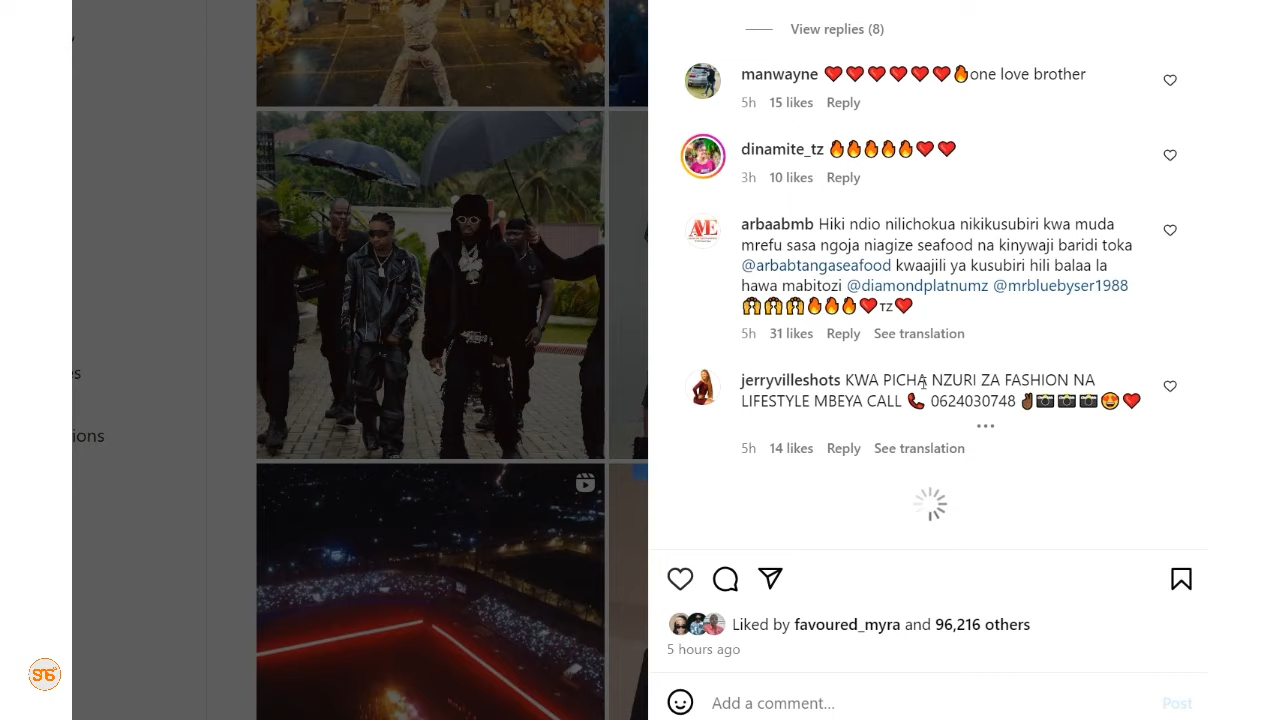 View replies (8)
manwayne ❤❤❤❤❤❤🔥one love brother
5h 15 likes Reply
dinamite_tz 🔥🔥🔥🔥🔥❤❤
3h 10 likes Reply
arbaabmb Hiki ndio nilichokua nikikusubiri kwa muda
mrefu sasa ngoja niagize seafood na kinywaji baridi toka
@arbabtangaseafood kwaajili ya kusubiri hili balaa la
hawa mabitozi @diamondplatnumz @mrbluebyser1988
🙌🙌🙌🔥🔥🔥❤TZ❤
5h 31 likes Reply See translation
jerryvilleshots KWA PICHA NZURI ZA FASHION NA
LIFESTYLE MBEYA CALL 📞 0624030748 ✌🏾📸📸📸😍❤
5h 14 likes Reply See translation
es
ions
Liked by favoured_myra and 96,216 others
5 hours ago
Add a comment...
Post